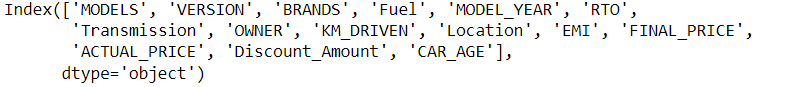 Index(['MODELS', 'VERSION', 'BRANDS', 'Fuel', 'MODEL_YEAR', 'RTO',
       'Transmission', 'OWNER', 'KM_DRIVEN', 'Location', 'EMI', 'FINAL_PRICE',
       'ACTUAL_PRICE', 'Discount_Amount', 'CAR_AGE'],
      dtype='object')